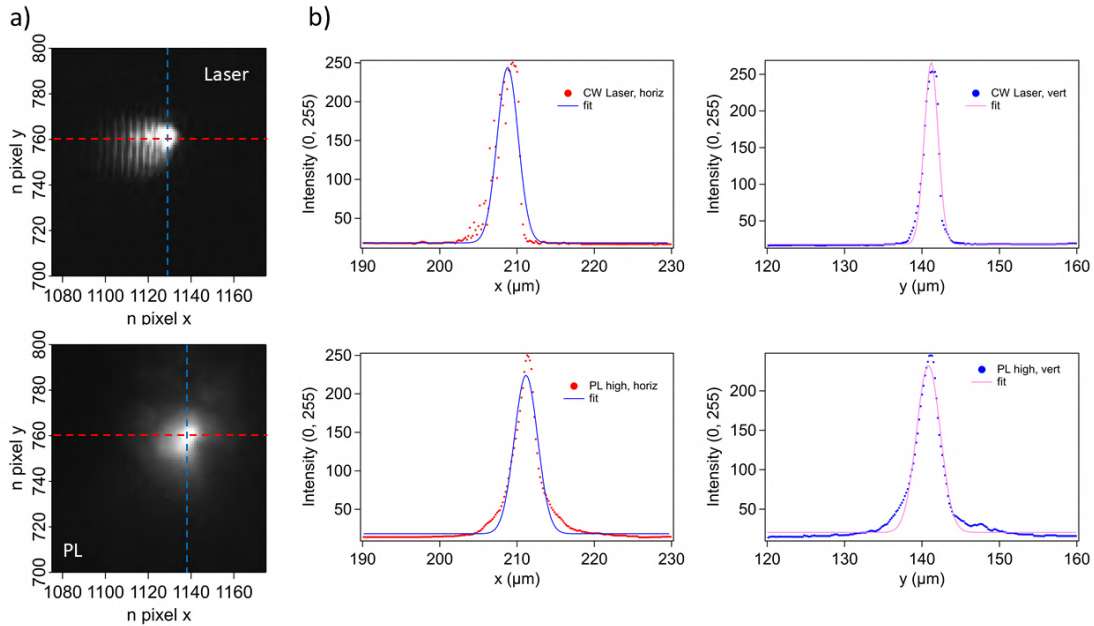 a)
b)
Laser
n pixel y
800
780
760
740
720
700
1080 1100 1120 1140 1160
n pixel x
PL
n pixel y
800
780
760
740
720
700
1080 1100 1120 1140 1160
n pixel x
CW Laser, horiz
fit
Intensity (0, 255)
250
200
150
100
50
190 200 210 220 230
x (µm)
CW Laser, vert
fit
Intensity (0, 255)
250
200
150
100
50
120 130 140 150 160
y (µm)
PL high, horiz
fit
Intensity (0, 255)
250
200
150
100
50
190 200 210 220 230
x (µm)
PL high, vert
fit
Intensity (0, 255)
200
150
100
50
120 130 140 150 160
y (µm)